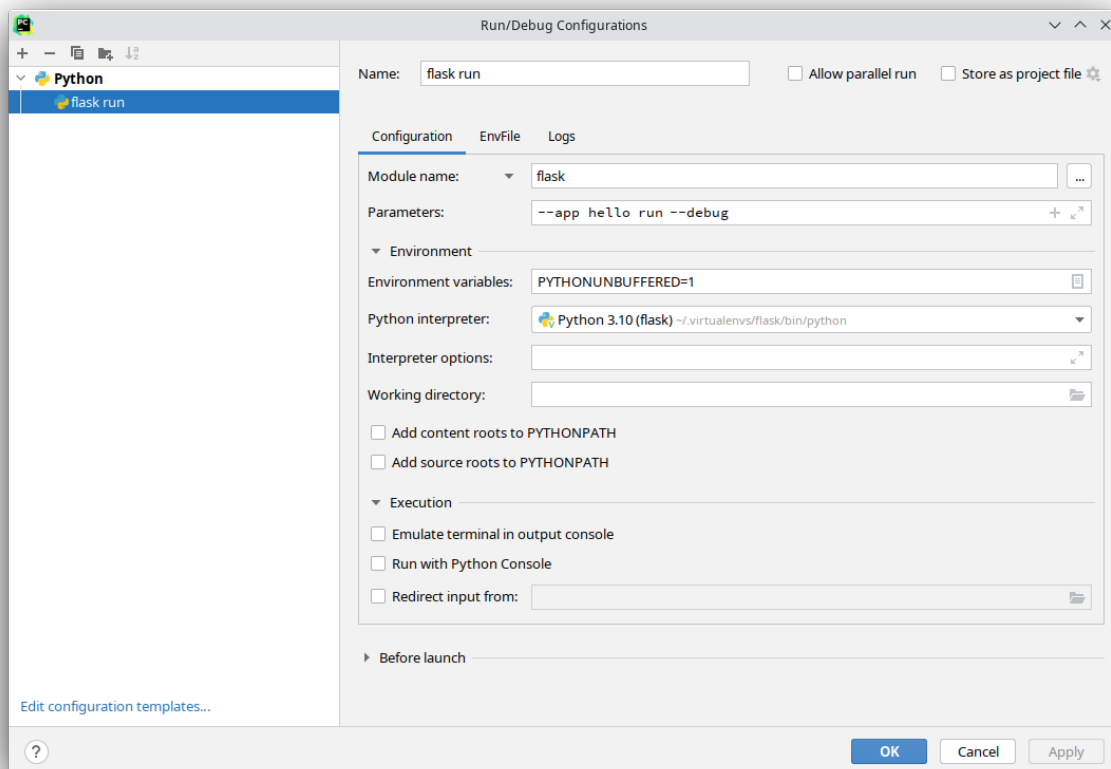 PC
Run/Debug Configurations
Python
flask run
Name: flask run Allow parallel run Store as project file
Configuration EnvFile Logs
Module name: flask ...
Parameters: --app hello run --debug
Environment
Environment variables: PYTHONUNBUFFERED=1
Python interpreter: Python 3.10 (flask) ~/.virtualenvs/flask/bin/python
Interpreter options:
Working directory:
Add content roots to PYTHONPATH
Add source roots to PYTHONPATH
Execution
Emulate terminal in output console
Run with Python Console
Redirect input from:
Before launch
Edit configuration templates...
? OK Cancel Apply